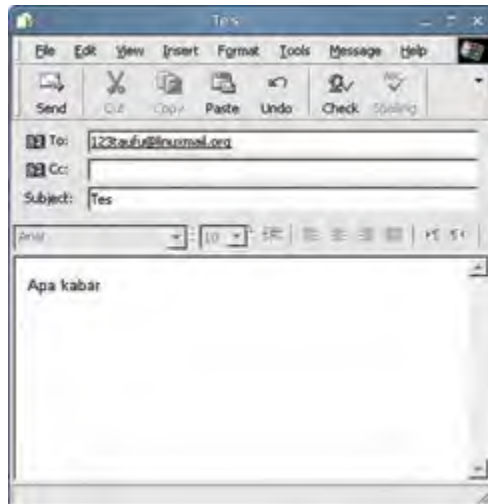 Tes
File Edit View Insert Format Tools Message Help
Send Cut Copy Paste Undo Check Spelling
To: 123taufu@linuxmail.org
Cc:
Subject: Tes
Arial 10
Apa kabar